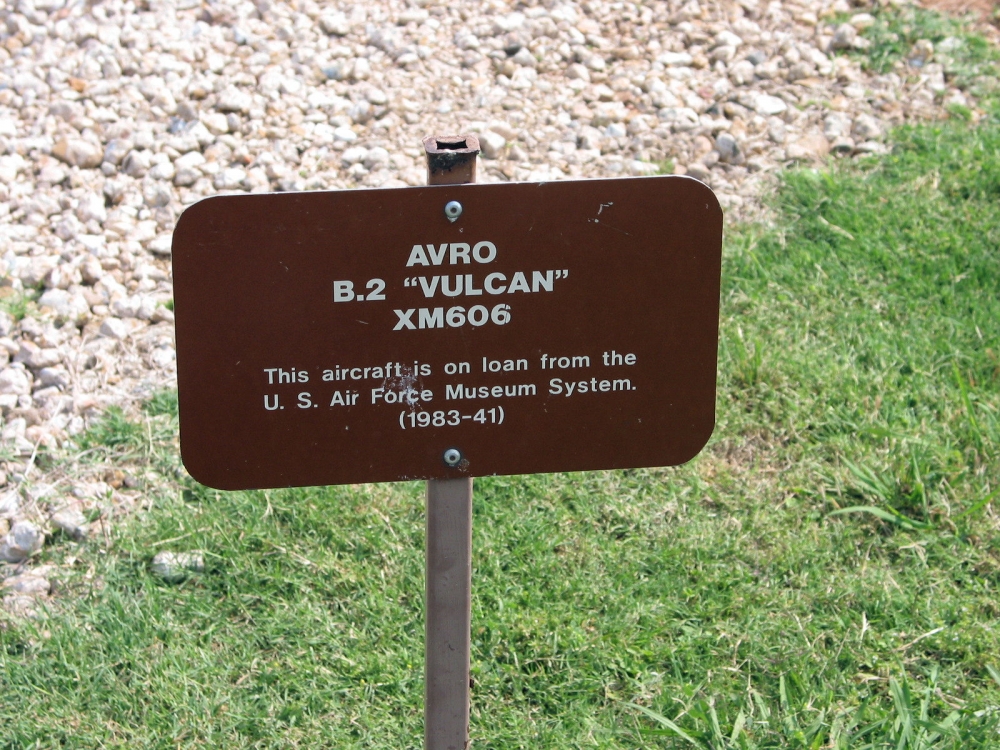 AVRO
B.2 “VULCAN”
XM606
This aircraft is on loan from the
U. S. Air Force Museum System.
(1983-41)